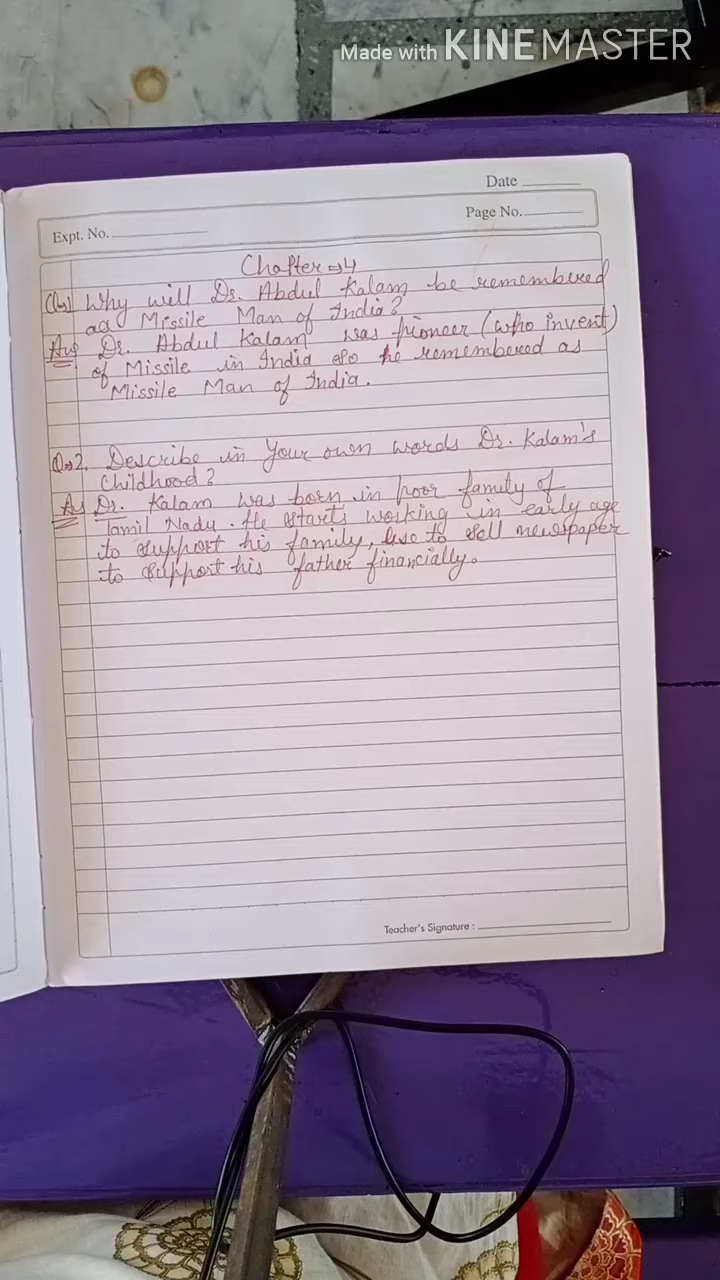 Made with KINEMASTER
Date
Page No.
Expt. No.
Chapter ⇒ 4
Q⇒1 Why will Dr. Abdul Kalam be remembered
as Missile Man of India?
Ans Dr. Abdul Kalam was pioneer (who invent)
of Missile in India so he remembered as
Missile Man of India.
Q⇒2. Describe in your own words Dr. Kalam's
Childhood?
Ans Dr. Kalam was born in poor family of
Tamil Nadu. He starts working in early age
to support his family, use to sell newspaper
to support his father financially.
Teacher's Signature :